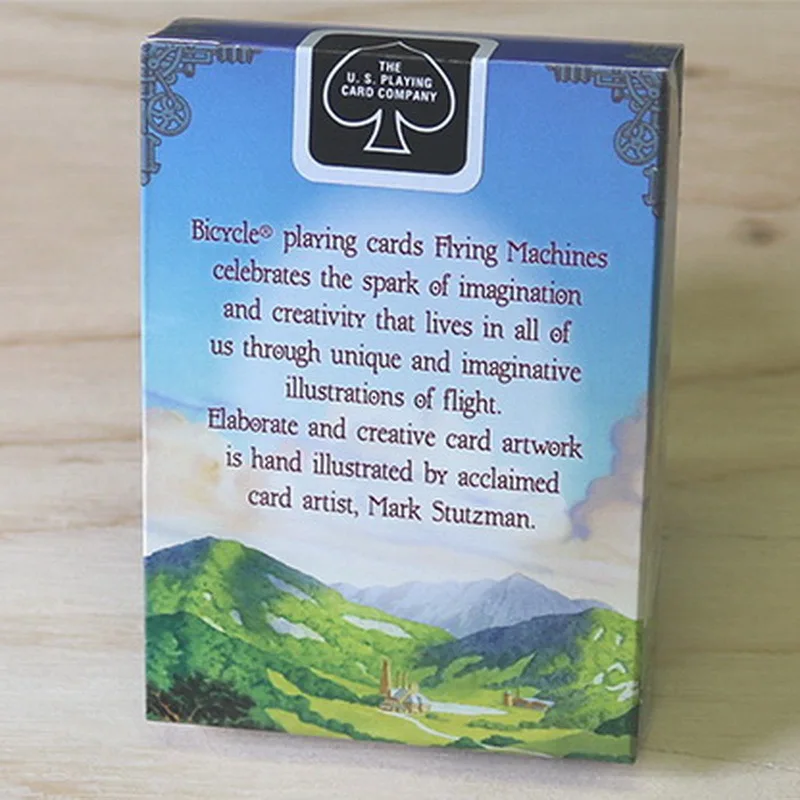 THE
U. S. PLAYING
CARD COMPANY
Bicycle® playing cards Flying Machines
celebrates the spark of imagination
and creativity that lives in all of
us through unique and imaginative
illustrations of flight.
Elaborate and creative card artwork
is hand illustrated by acclaimed
card artist, Mark Stutzman.